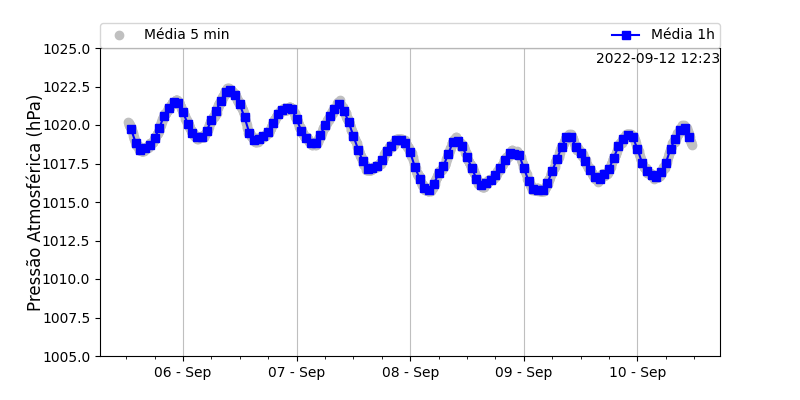 Média 5 min
Média 1h
2022-09-12 12:23
Pressão Atmosférica (hPa)
1025.0
1022.5
1020.0
1017.5
1015.0
1012.5
1010.0
1007.5
1005.0
06 - Sep
07 - Sep
08 - Sep
09 - Sep
10 - Sep